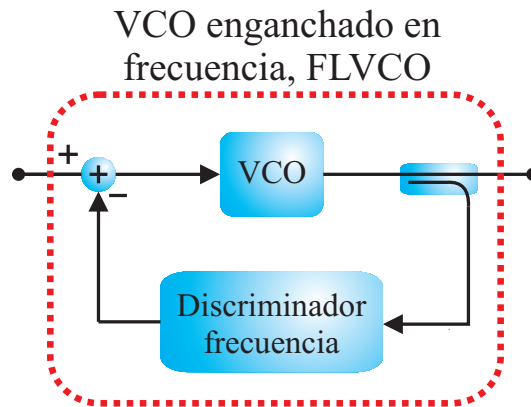 VCO enganchado en
frecuencia, FLVCO
+
+
−
VCO
Discriminador
frecuencia